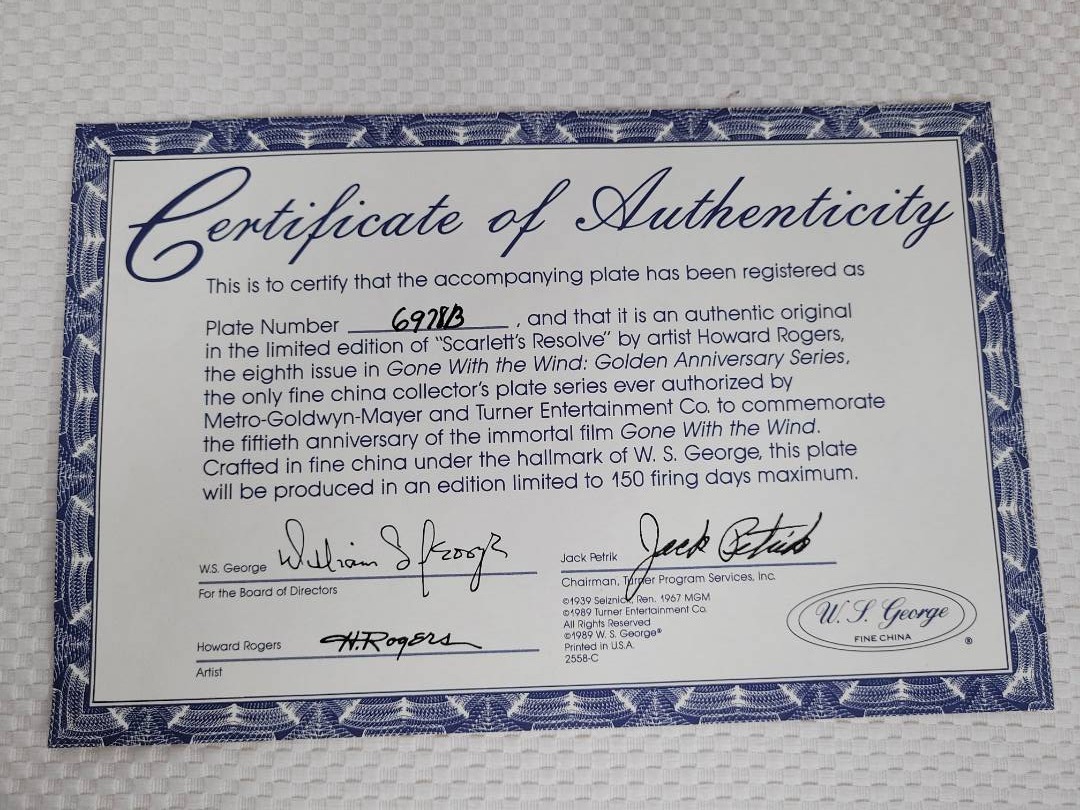 Certificate of Authenticity
This is to certify that the accompanying plate has been registered as
Plate Number 6978B, and that it is an authentic original
in the limited edition of "Scarlett's Resolve" by artist Howard Rogers,
the eighth issue in Gone With the Wind: Golden Anniversary Series,
the only fine china collector's plate series ever authorized by
Metro-Goldwyn-Mayer and Turner Entertainment Co. to commemorate
the fiftieth anniversary of the immortal film Gone With the Wind.
Crafted in fine china under the hallmark of W. S. George, this plate
will be produced in an edition limited to 150 firing days maximum.
W.S. George William S George
For the Board of Directors
Jack Petrik Jack Petrik
Chairman, Turner Program Services, Inc.
©1939 Selznick, Ren. 1967 MGM
©1989 Turner Entertainment Co.
All Rights Reserved
©1989 W. S. George®
Printed in U.S.A.
2558-C
Howard Rogers H. Rogers
Artist
W. S. George
FINE CHINA
®